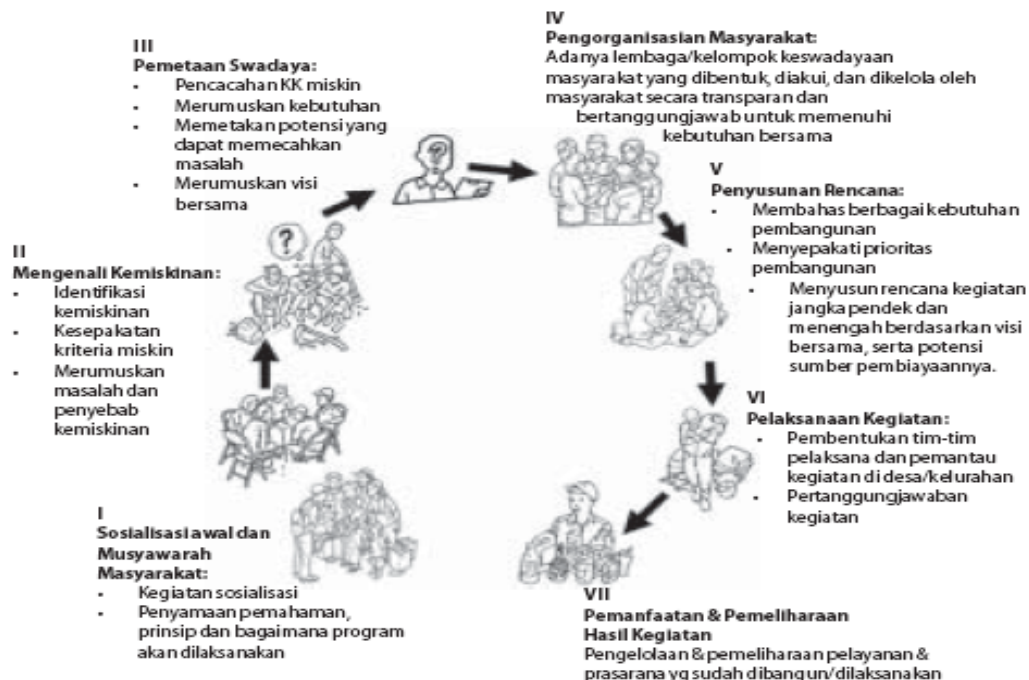 I
Sosialisasi awal dan
Musyawarah
Masyarakat:
• Kegiatan sosialisasi
• Penyamaan pemahaman,
prinsip dan bagaimana program
akan dilaksanakan
II
Mengenali Kemiskinan:
• Identifikasi
kemiskinan
• Kesepakatan
kriteria miskin
• Merumuskan
masalah dan
penyebab
kemiskinan
?
III
Pemetaan Swadaya:
• Pencacahan KK miskin
• Merumuskan kebutuhan
• Memetakan potensi yang
dapat memecahkan
masalah
• Merumuskan visi
bersama
?
IV
Pengorganisasian Masyarakat:
Adanya lembaga/kelompok keswadayaan
masyarakat yang dibentuk, diakui, dan dikelola oleh
masyarakat secara transparan dan
bertanggungjawab untuk memenuhi
kebutuhan bersama
V
Penyusunan Rencana:
• Membahas berbagai kebutuhan
pembangunan
• Menyepakati prioritas
pembangunan
• Menyusun rencana kegiatan
jangka pendek dan
menengah berdasarkan visi
bersama, serta potensi
sumber pembiayaannya.
VI
Pelaksanaan Kegiatan:
• Pembentukan tim-tim
pelaksana dan pemantau
kegiatan di desa/kelurahan
• Pertanggungjawaban
kegiatan
VII
Pemanfaatan & Pemeliharaan
Hasil Kegiatan
Pengelolaan & pemeliharaan pelayanan &
prasarana yg sudah dibangun/dilaksanakan